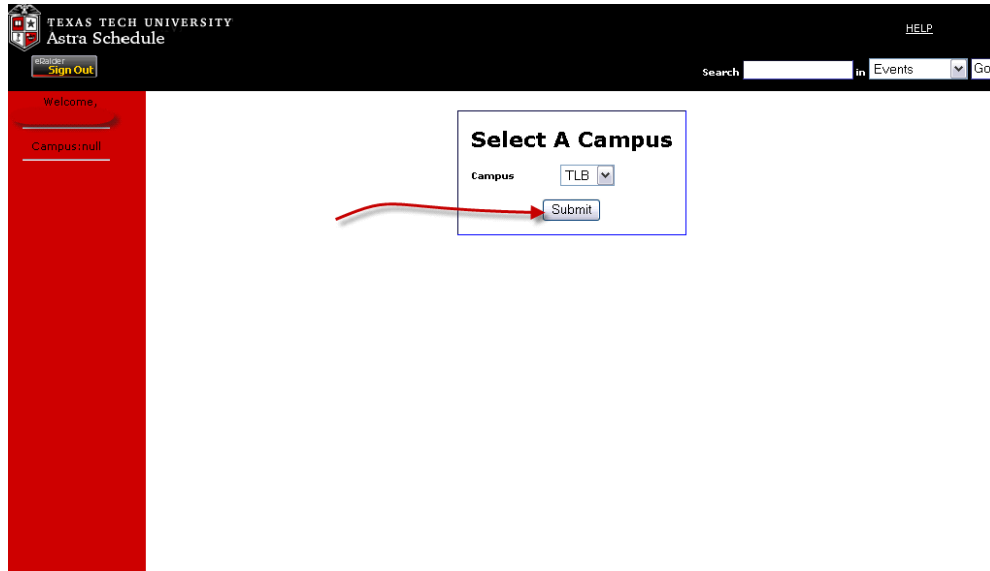 TEXAS TECH UNIVERSITY
Astra Schedule
HELP
eRaider
Sign Out
Search in Events Go
Welcome,
Campus:null
Select A Campus
Campus TLB
Submit